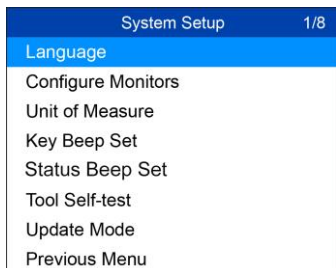 System Setup 1/8
Language
Configure Monitors
Unit of Measure
Key Beep Set
Status Beep Set
Tool Self-test
Update Mode
Previous Menu